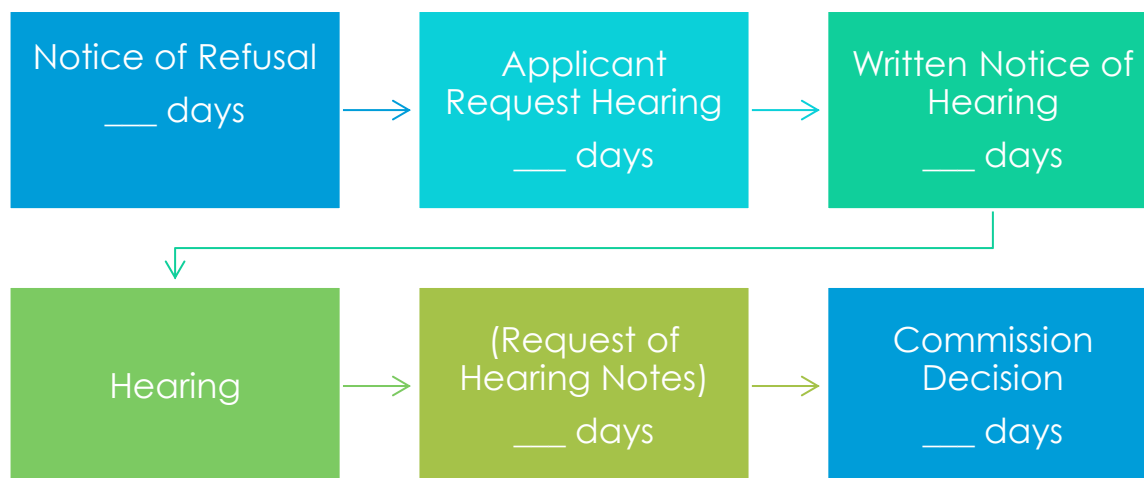 Notice of Refusal
___ days
Applicant
Request Hearing
___ days
Written Notice of
Hearing
___ days
Hearing
(Request of
Hearing Notes)
___ days
Commission
Decision
___ days